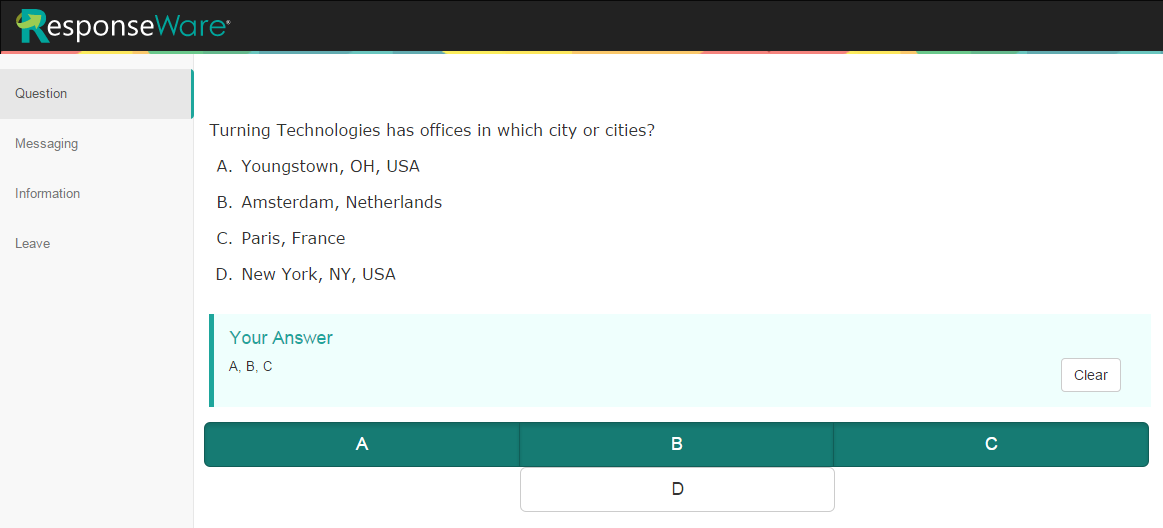 ResponseWare®
Question
Messaging
Information
Leave
Turning Technologies has offices in which city or cities?
A. Youngstown, OH, USA
B. Amsterdam, Netherlands
C. Paris, France
D. New York, NY, USA
Your Answer
A, B, C
Clear
A
B
C
D